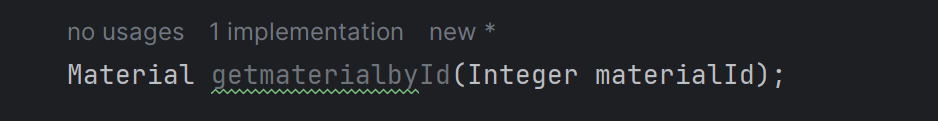 no usages 1 implementation new *
Material getmaterialbyId(Integer materialId);